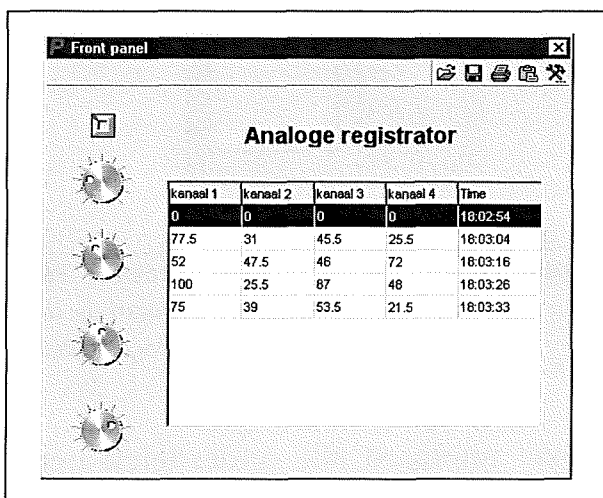 Front panel
Analoge registrator
kanaal 1 kanaal 2 kanaal 3 kanaal 4 Time
0 0 0 0 18:02:54
77.5 31 45.5 25.5 18:03:04
52 47.5 46 72 18:03:16
100 25.5 87 48 18:03:26
75 39 53.5 21.5 18:03:33